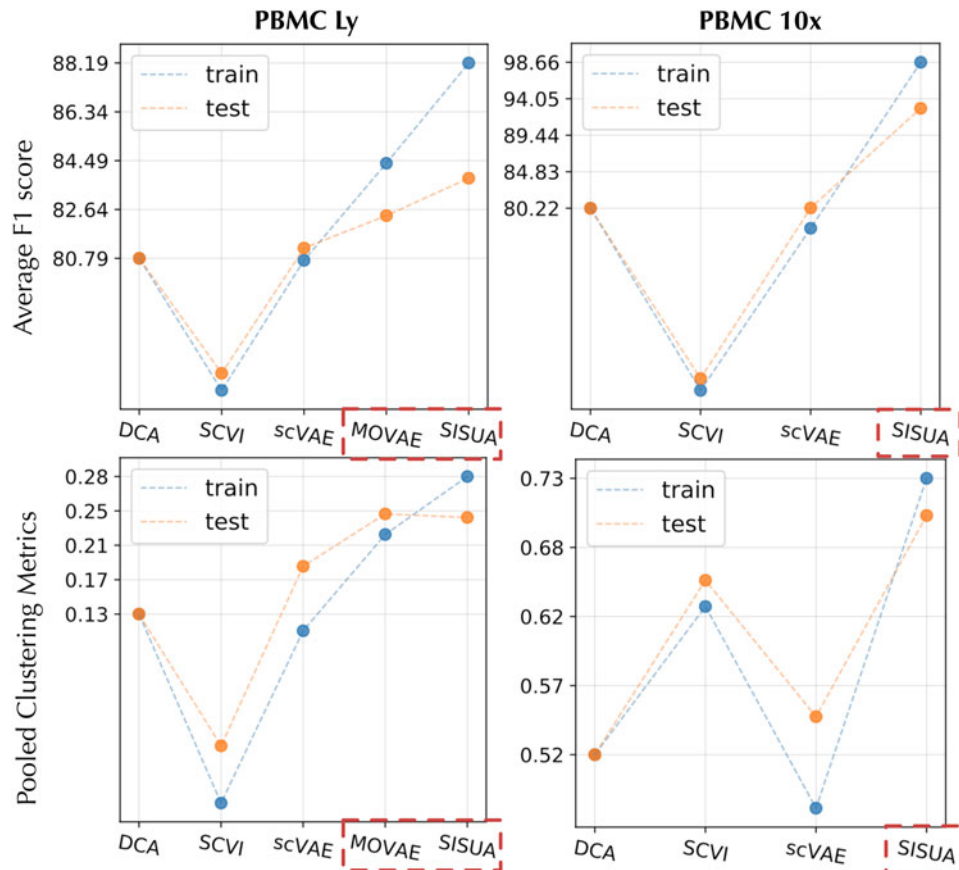 PBMC Ly
PBMC 10x
Average F1 score
88.19
86.34
84.49
82.64
80.79
train
test
DCA
SCVI
scVAE
MOVAE
SISUA
98.66
94.05
89.44
84.83
80.22
train
test
DCA
SCVI
scVAE
SISUA
Pooled Clustering Metrics
0.28
0.25
0.21
0.17
0.13
train
test
DCA
SCVI
scVAE
MOVAE
SISUA
0.73
0.68
0.62
0.57
0.52
train
test
DCA
SCVI
scVAE
SISUA